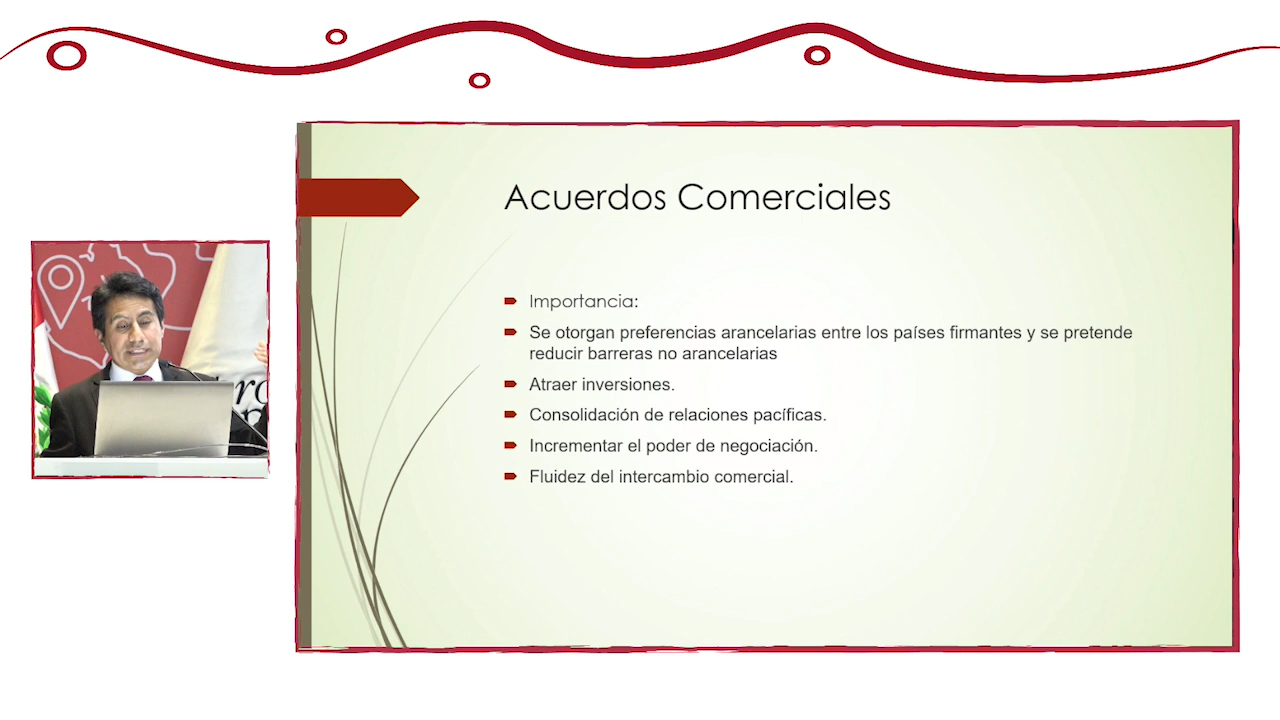 Acuerdos Comerciales
Importancia:
Se otorgan preferencias arancelarias entre los países firmantes y se pretende
reducir barreras no arancelarias
Atraer inversiones.
Consolidación de relaciones pacíficas.
Incrementar el poder de negociación.
Fluidez del intercambio comercial.